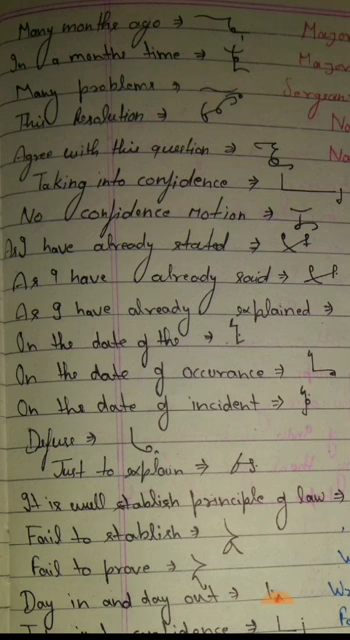 Many months ago ⇒ Major
In a months time ⇒ Major
Many problems ⇒ Sergean
This Resolution ⇒ No
Agree with this question ⇒ No
Taking into confidence ⇒
No confidence Motion ⇒
As I have already stated ⇒
As I have already said ⇒
As I have already explained ⇒
On the date of the ⇒
On the date of occurance ⇒
On the date of incident ⇒
Defuse ⇒
Just to explain ⇒
It is well establish principle of law ⇒
Fail to establish ⇒
Fail to prove ⇒
Day in and day out ⇒